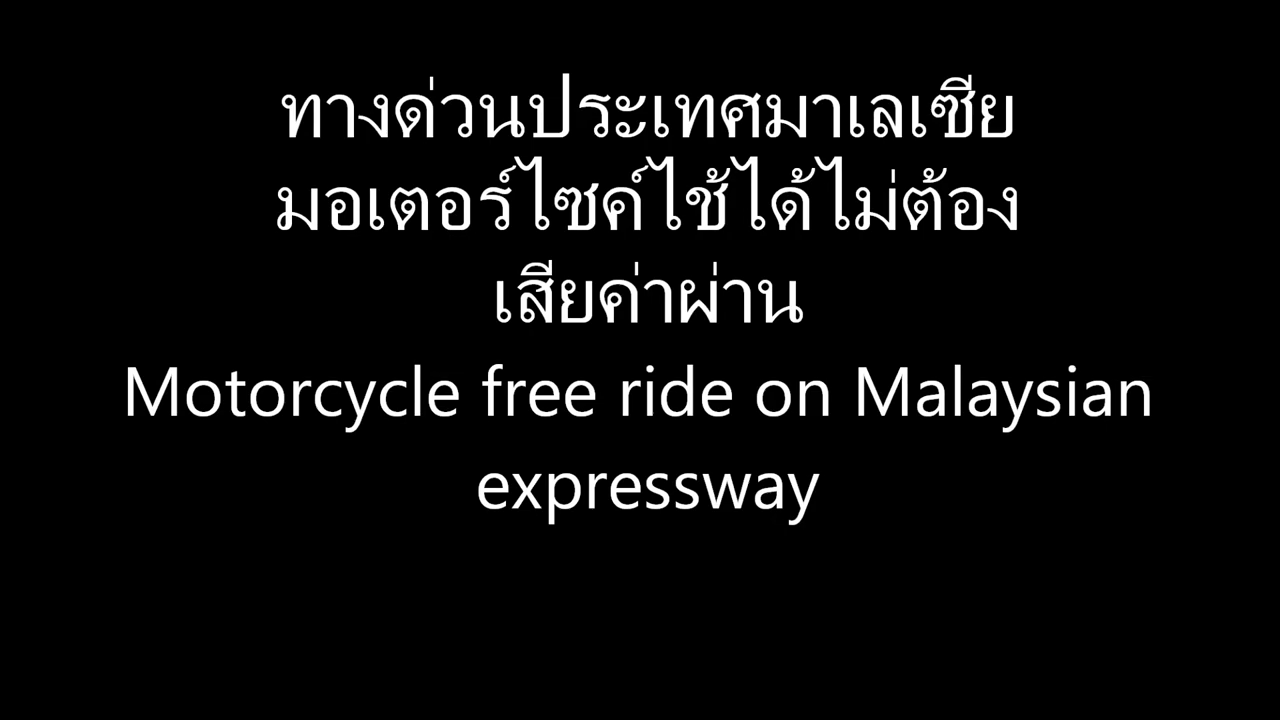 ทางด่วนประเทศมาเลเซีย
มอเตอร์ไซค์ใช้ได้ไม่ต้อง
เสียค่าผ่าน
Motorcycle free ride on Malaysian
expressway